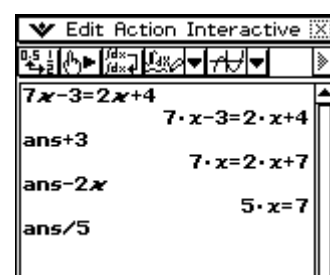 Edit Action Interactive
7x-3=2x+4
7·x-3=2·x+4
ans+3
7·x=2·x+7
ans-2x
5·x=7
ans/5